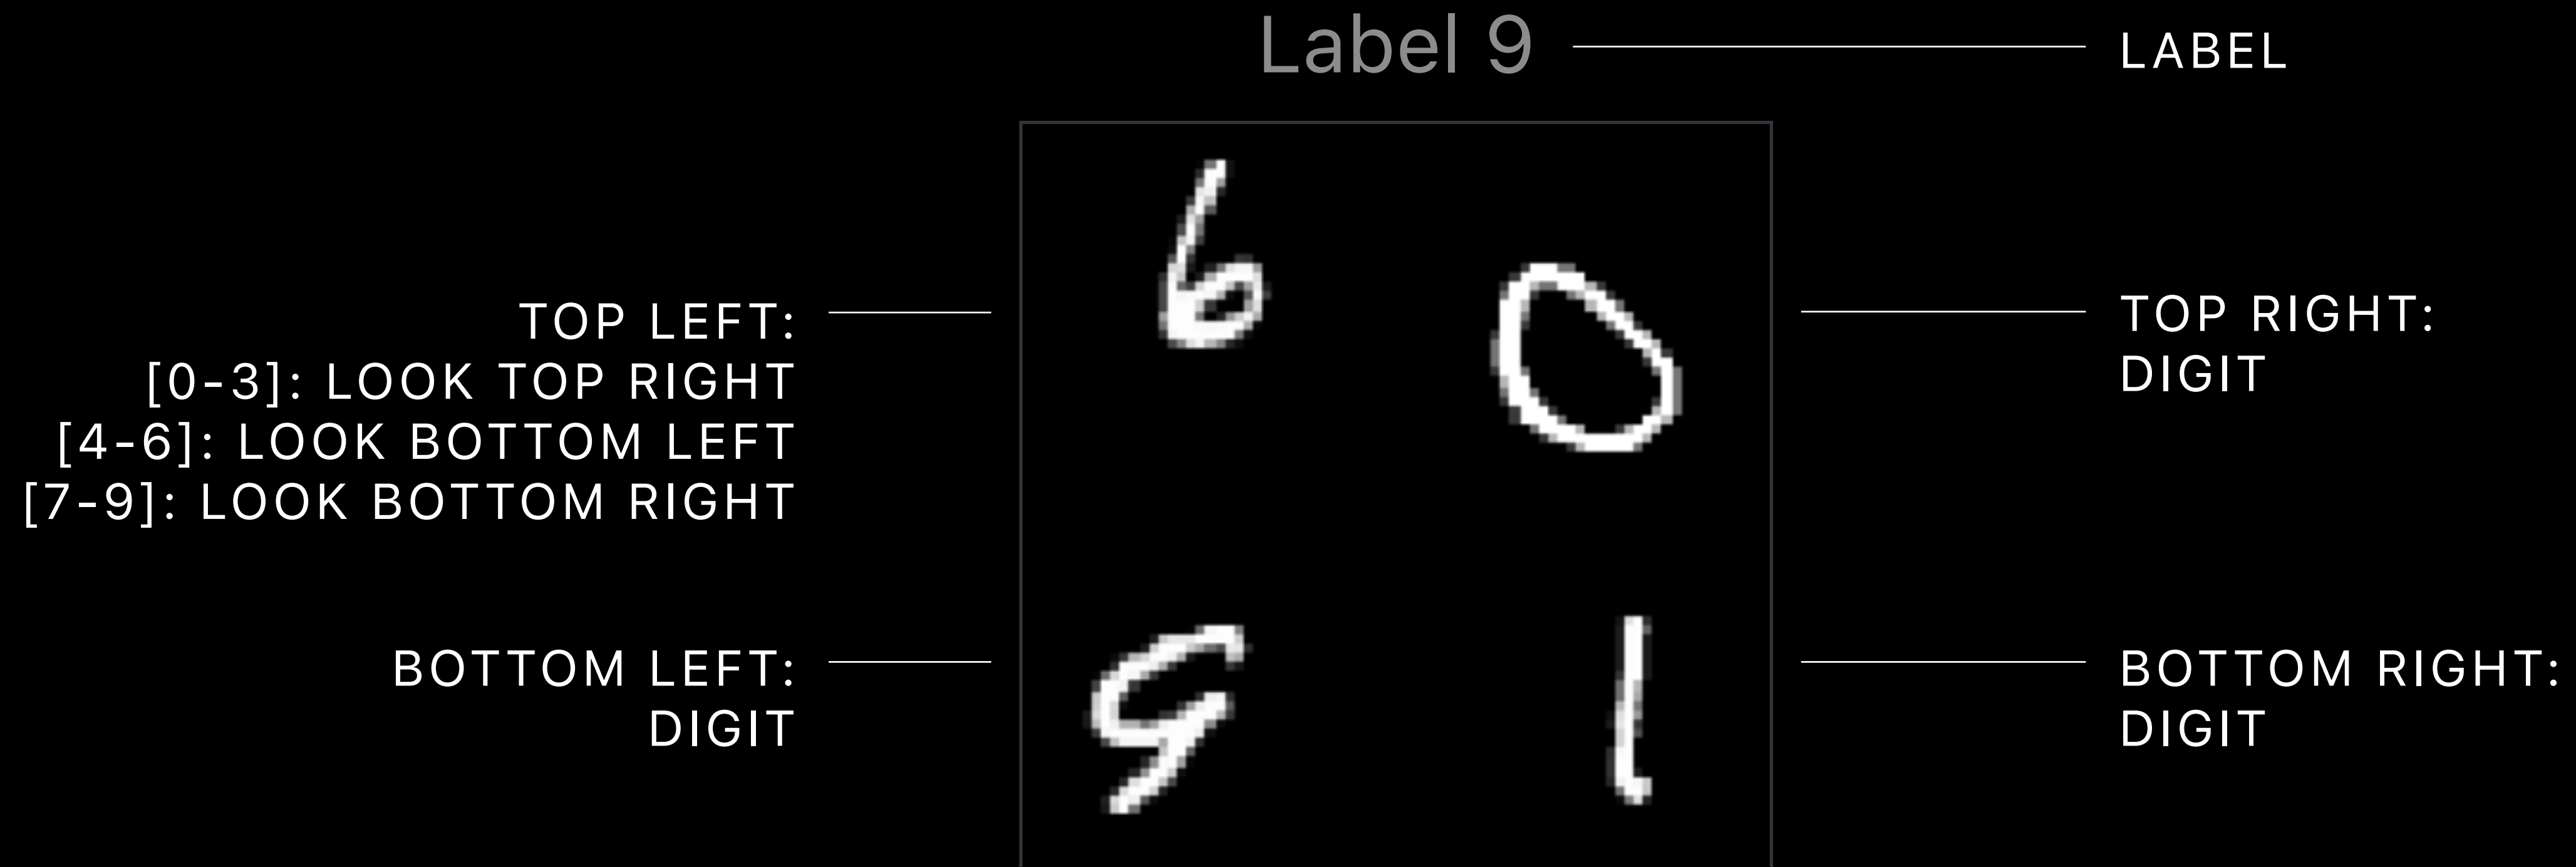 Label 9
LABEL
6
0
TOP LEFT:
[0-3]: LOOK TOP RIGHT
[4-6]: LOOK BOTTOM LEFT
[7-9]: LOOK BOTTOM RIGHT
TOP RIGHT:
DIGIT
9
1
BOTTOM LEFT:
DIGIT
BOTTOM RIGHT:
DIGIT